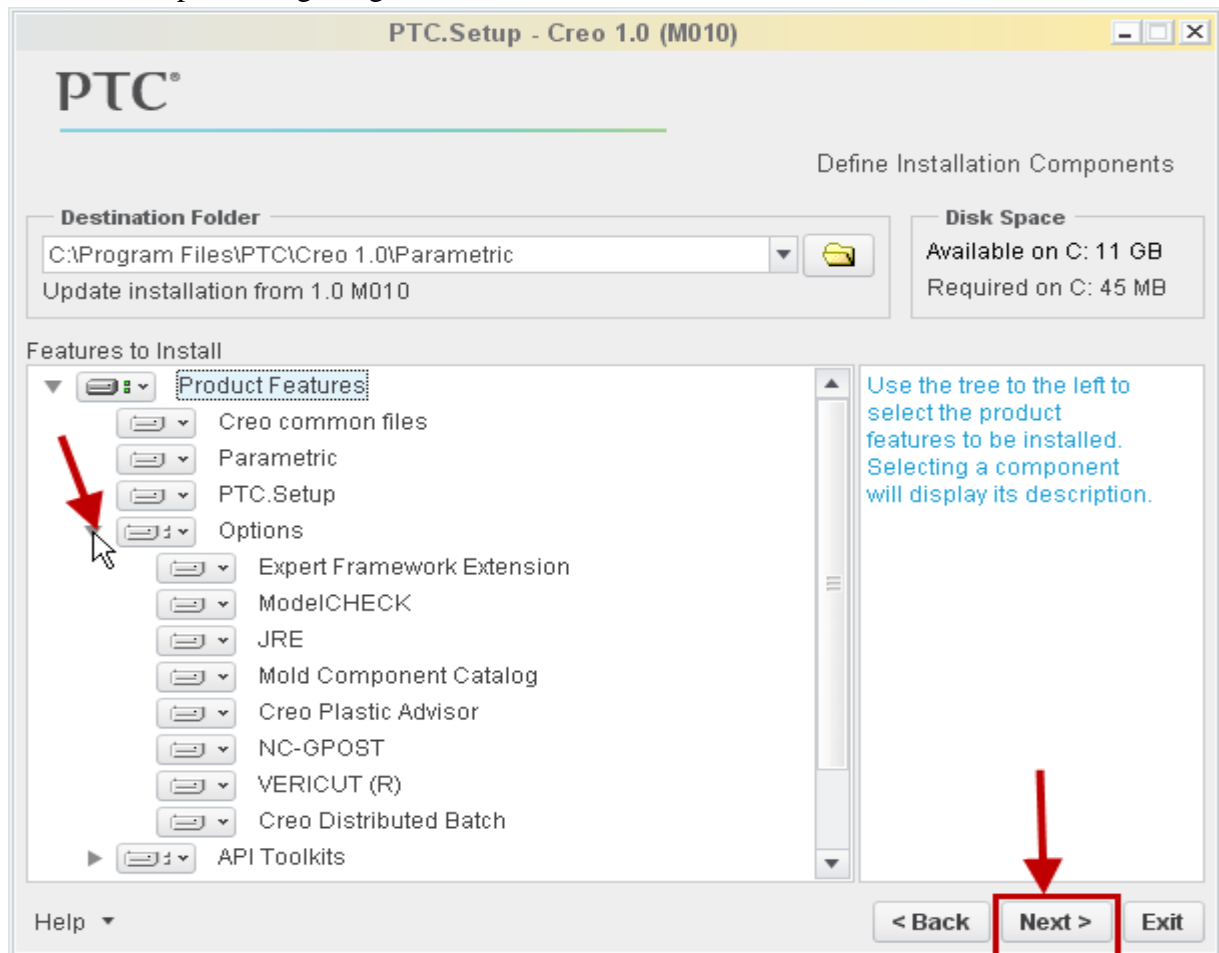 PTC.Setup - Creo 1.0 (M010)
PTC®
Define Installation Components
Destination Folder
C:\Program Files\PTC\Creo 1.0\Parametric
Update installation from 1.0 M010
Disk Space
Available on C: 11 GB
Required on C: 45 MB
Features to Install
Product Features
Creo common files
Parametric
PTC.Setup
Options
Expert Framework Extension
ModelCHECK
JRE
Mold Component Catalog
Creo Plastic Advisor
NC-GPOST
VERICUT (R)
Creo Distributed Batch
API Toolkits
Use the tree to the left to
select the product
features to be installed.
Selecting a component
will display its description.
Help
< Back
Next >
Exit